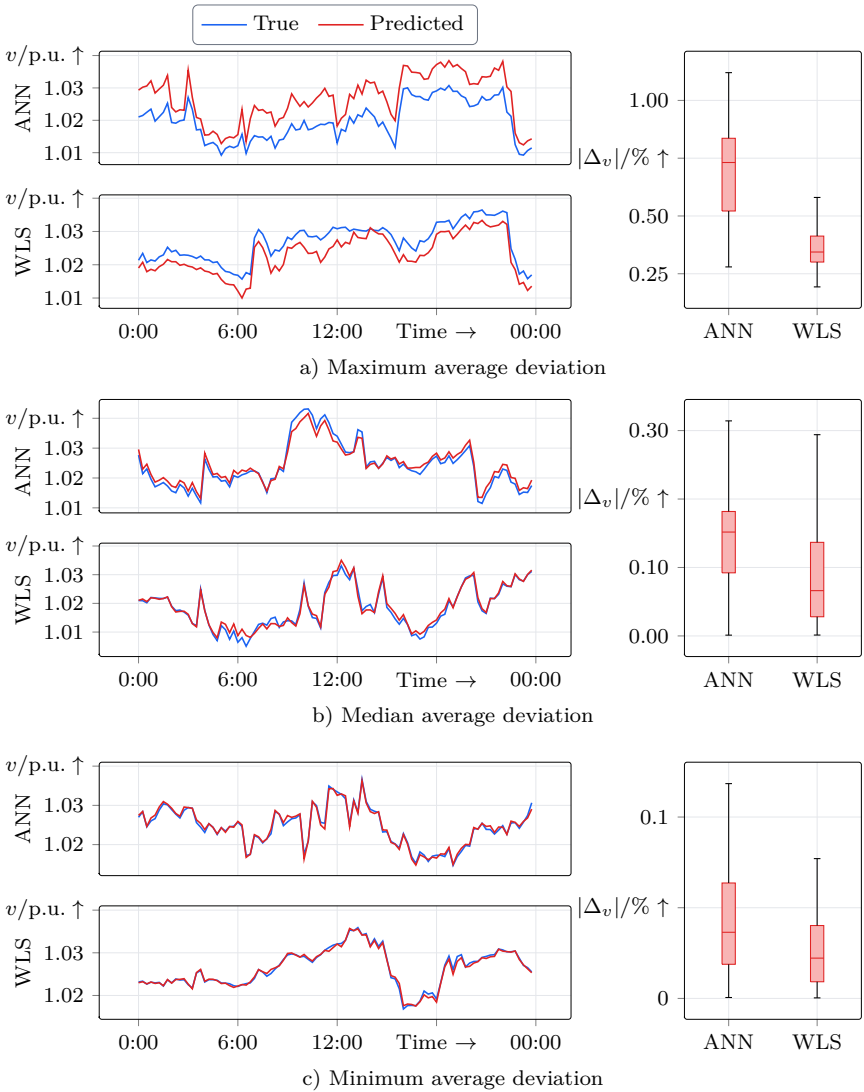 True Predicted
v/p.u. ↑
1.03
1.02
1.01
ANN
v/p.u. ↑
1.03
1.02
1.01
WLS
0:00 6:00 12:00 Time → 00:00
|Δv|/% ↑
1.00
0.50
0.25
ANN WLS
a) Maximum average deviation
v/p.u. ↑
1.03
1.02
1.01
ANN
v/p.u. ↑
1.03
1.02
1.01
WLS
0:00 6:00 12:00 Time → 00:00
|Δv|/% ↑
0.30
0.10
0.00
ANN WLS
b) Median average deviation
v/p.u. ↑
1.03
1.02
ANN
v/p.u. ↑
1.03
1.02
WLS
0:00 6:00 12:00 Time → 00:00
|Δv|/% ↑
0.1
0
ANN WLS
c) Minimum average deviation